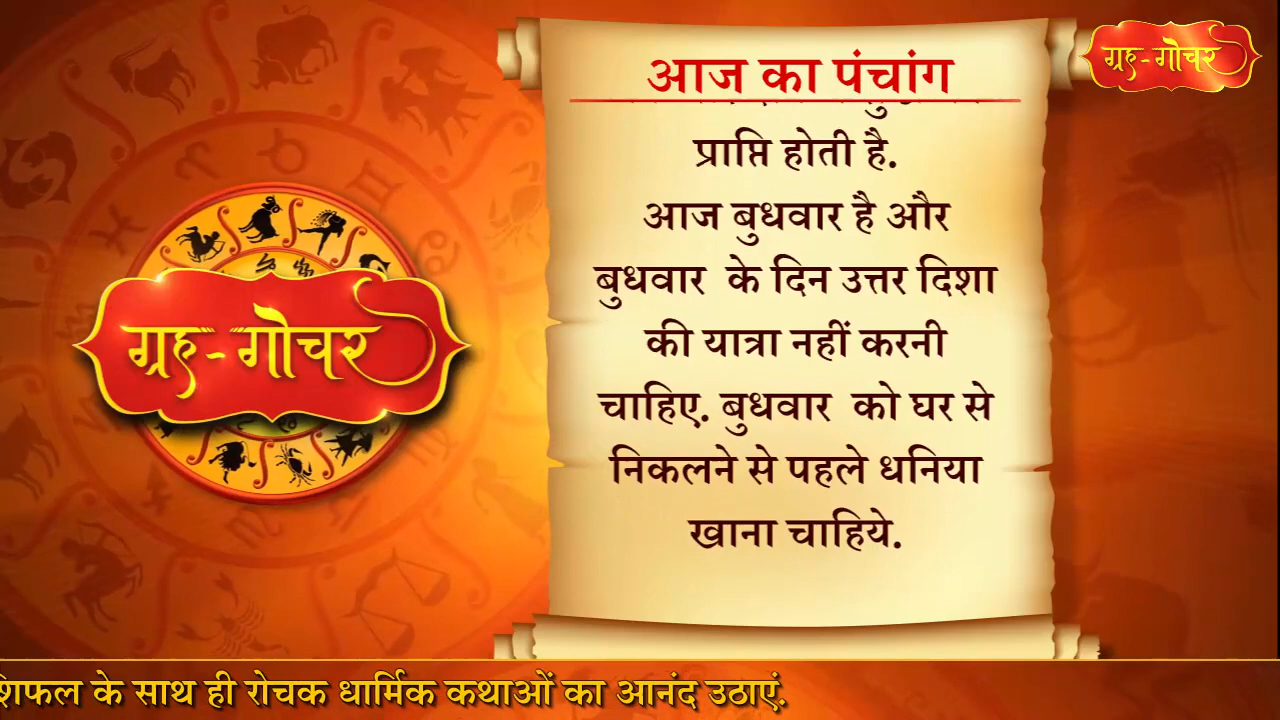 आज का पंचांग
ग्रह-गोचर
प्राप्ति होती है.
आज बुधवार है और
बुधवार के दिन उत्तर दिशा
की यात्रा नहीं करनी
चाहिए. बुधवार को घर से
निकलने से पहले धनिया
खाना चाहिये.
ग्रह-गोचर
शिफल के साथ ही रोचक धार्मिक कथाओं का आनंद उठाएं.